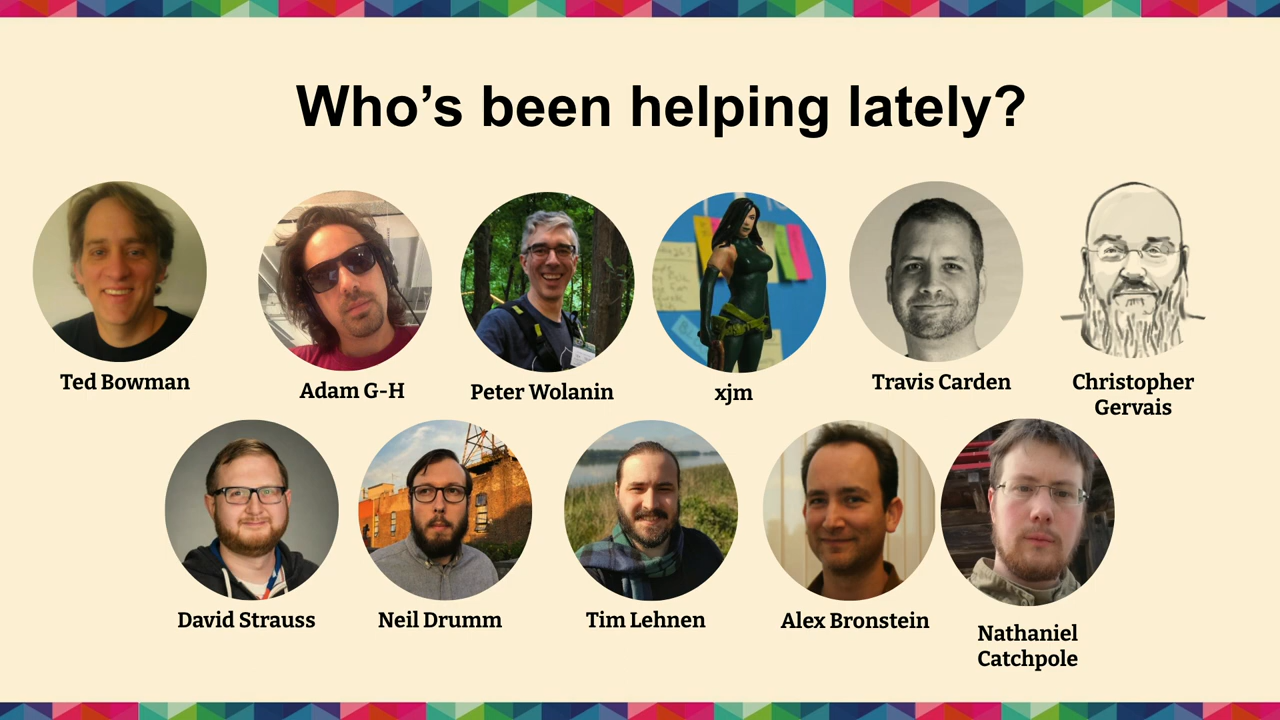 Who’s been helping lately?
Ted Bowman
Adam G-H
Peter Wolanin
xjm
Travis Carden
Christopher
Gervais
David Strauss
Neil Drumm
Tim Lehnen
Alex Bronstein
Nathaniel
Catchpole